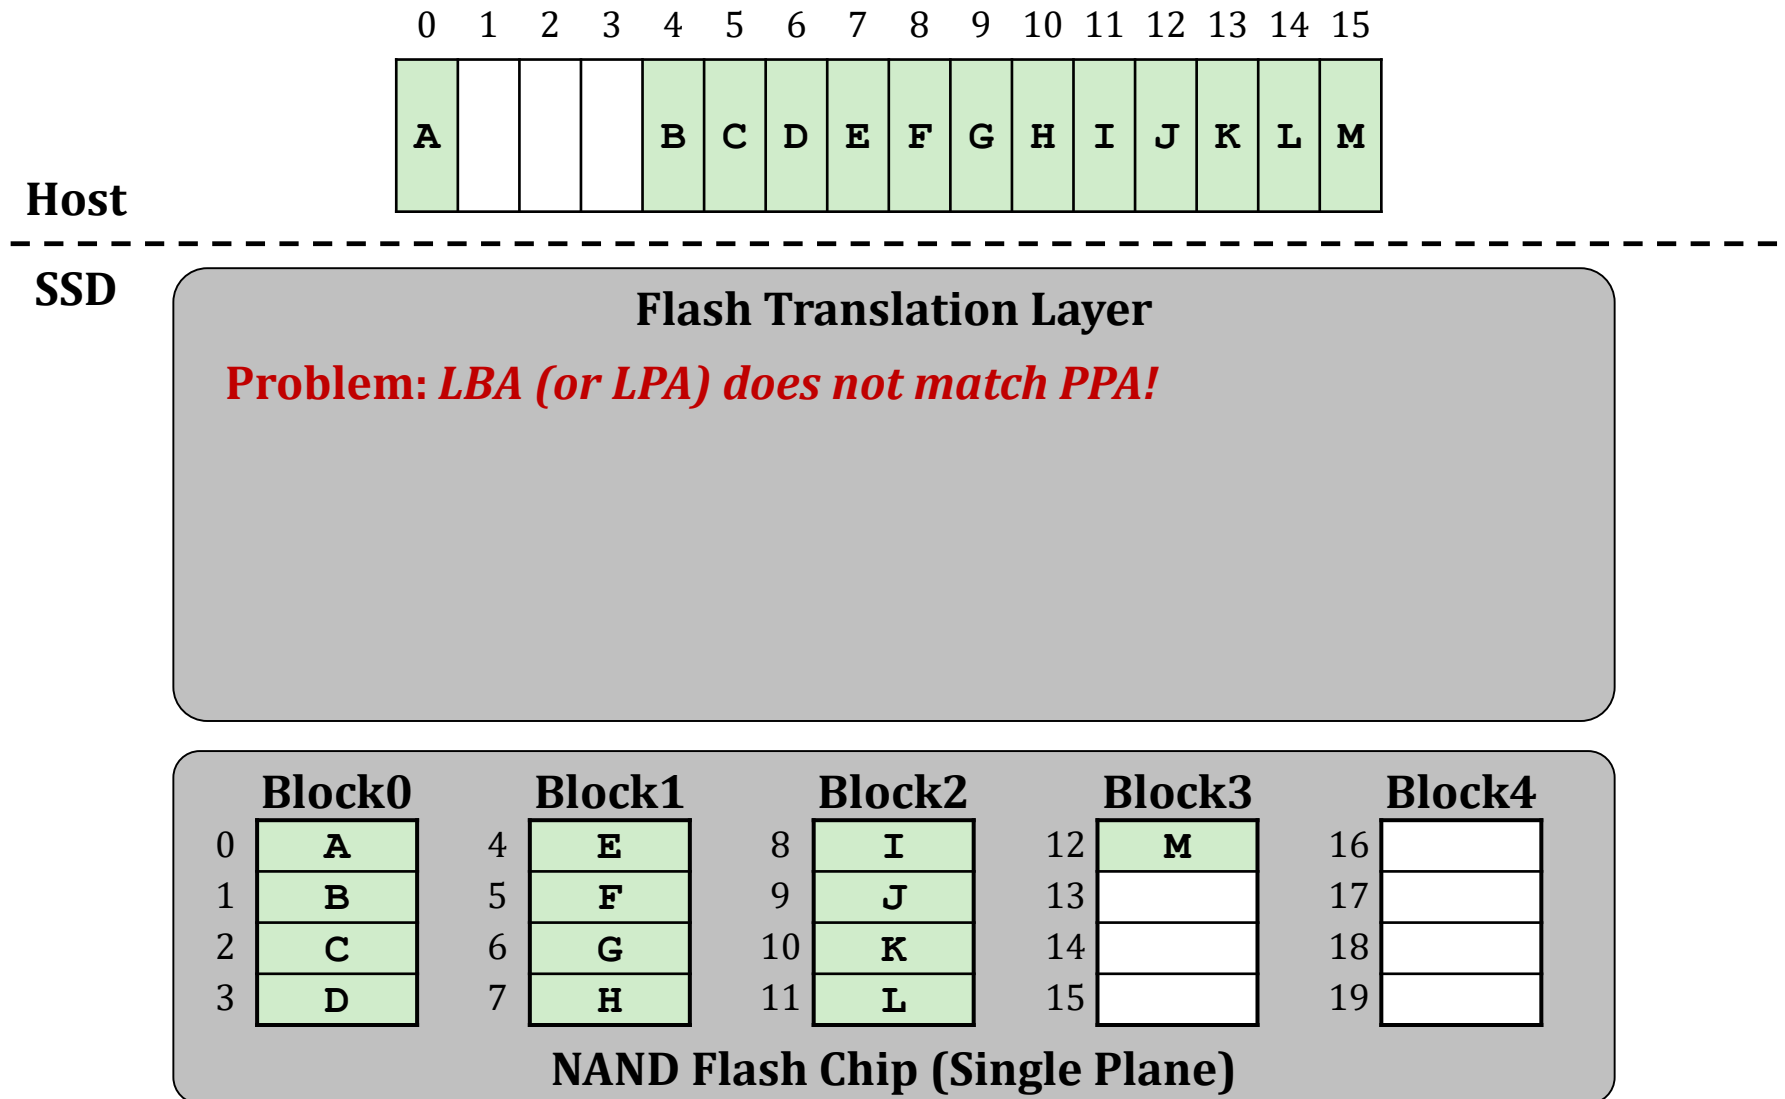 0 1 2 3 4 5 6 7 8 9 10 11 12 13 14 15
A B C D E F G H I J K L M
Host
SSD
Flash Translation Layer
Problem: LBA (or LPA) does not match PPA!
Block0 Block1 Block2 Block3 Block4
0 A 4 E 8 I 12 M 16
1 B 5 F 9 J 13 17
2 C 6 G 10 K 14 18
3 D 7 H 11 L 15 19
NAND Flash Chip (Single Plane)